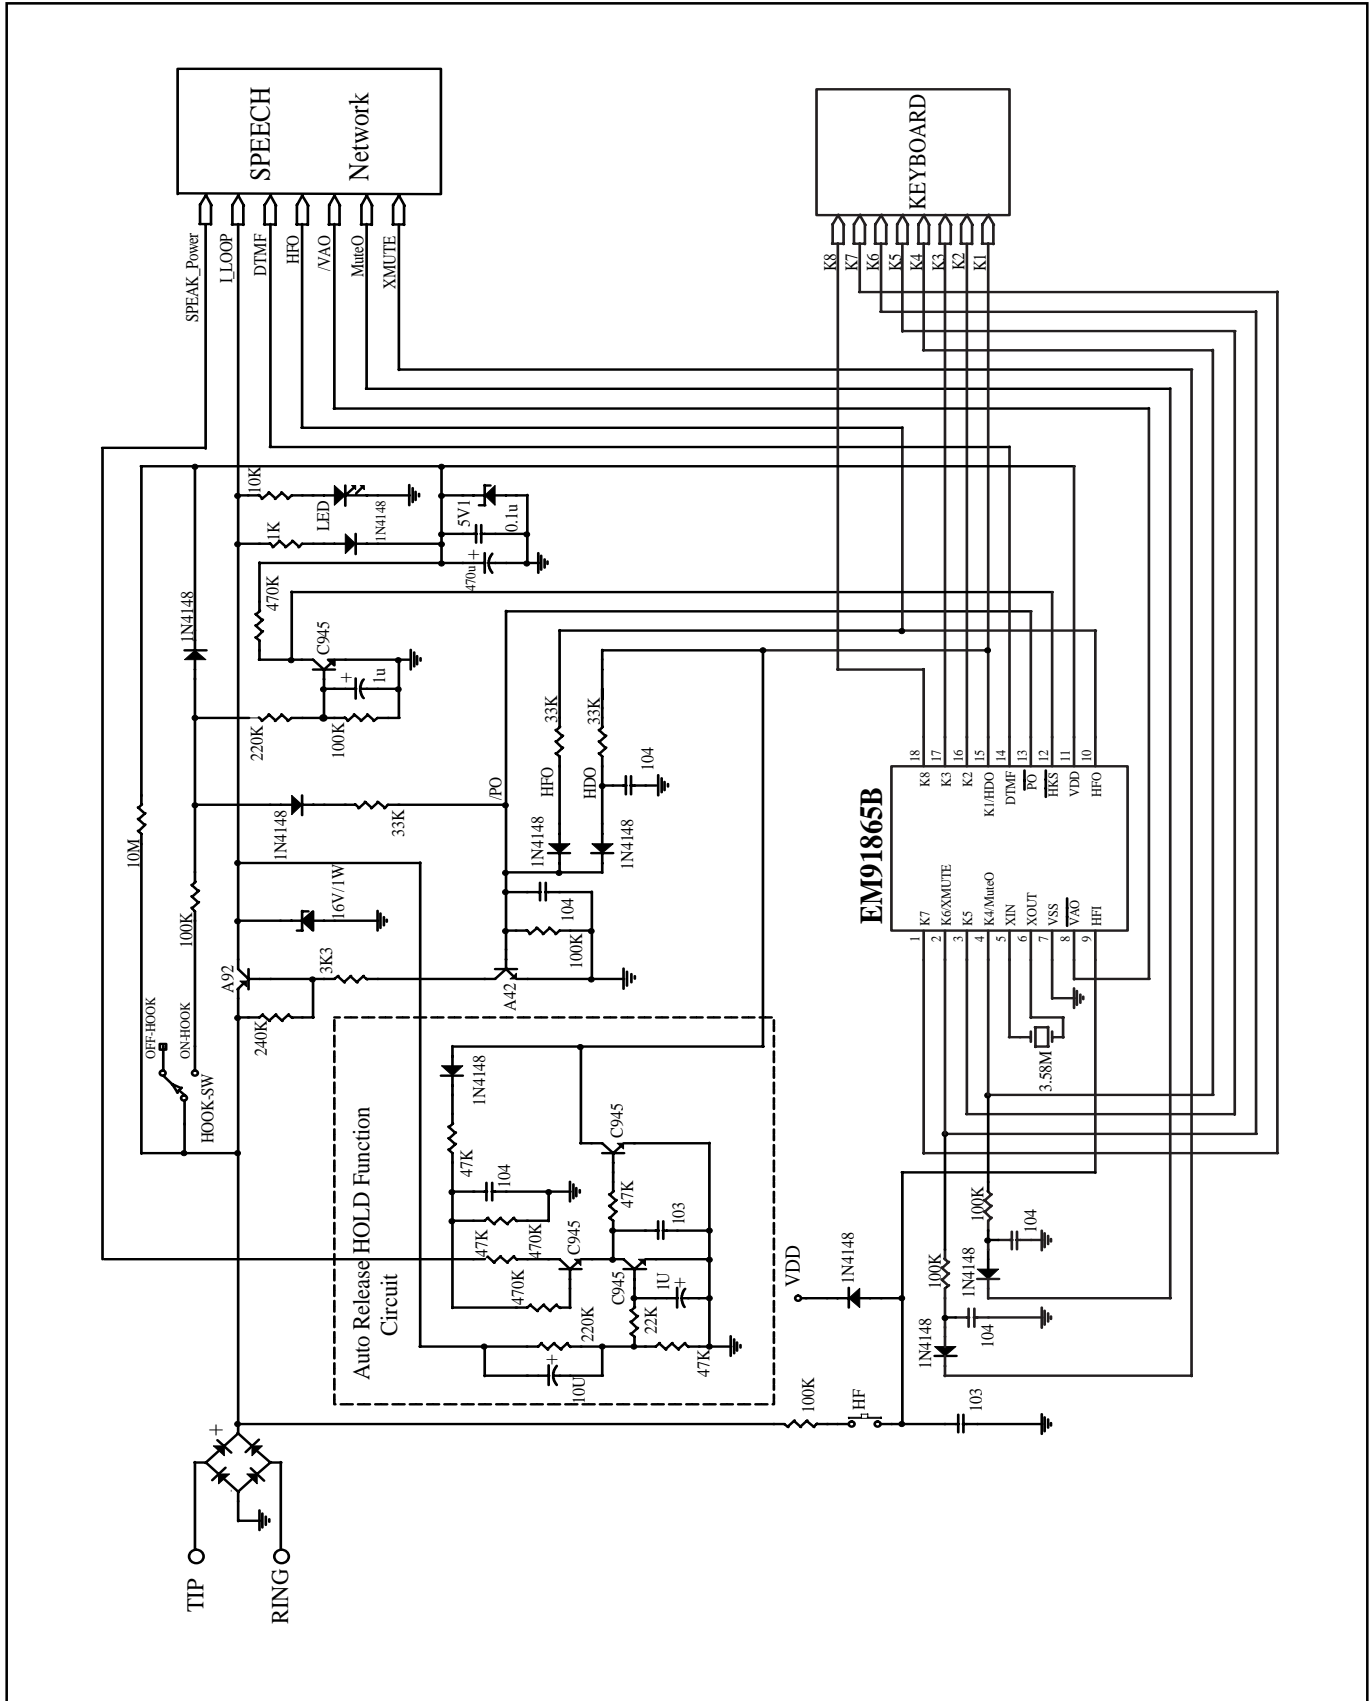 SPEECH
Network
SPEAK_Power
I_LOOP
DTMF
HFO
/VAO
MuteO
XMUTE
KEYBOARD
K8
K7
K6
K5
K4
K3
K2
K1
10K
LED
1K
1N4148
5V1
0.1u
470u
+
470K
1N4148
C945
+
1u
220K
100K
10M
1N4148
33K
/PO
HFO
33K
HDO
33K
104
1N4148
1N4148
100K
16V/1W
104
100K
A92
3K3
A42
240K
OFF-HOOK
ON-HOOK
HOOK-SW
EM91865B
18
17
16
15
14
13
12
11
10
K8
K3
K2
K1/HDO
DTMF
PO
HKS
VDD
HFO
K7
K6/XMUTE
K5
K4/MuteO
XIN
XOUT
VSS
VAO
HFI
1
2
3
4
5
6
7
8
9
3.58M
Auto Release HOLD Function
Circuit
1N4148
47K
104
47K
470K
C945
47K
C945
103
470K
C945
1U
+
220K
22K
10U
+
47K
VDD
1N4148
100K
100K
104
1N4148
1N4148
104
100K
HF
103
+
TIP
RING